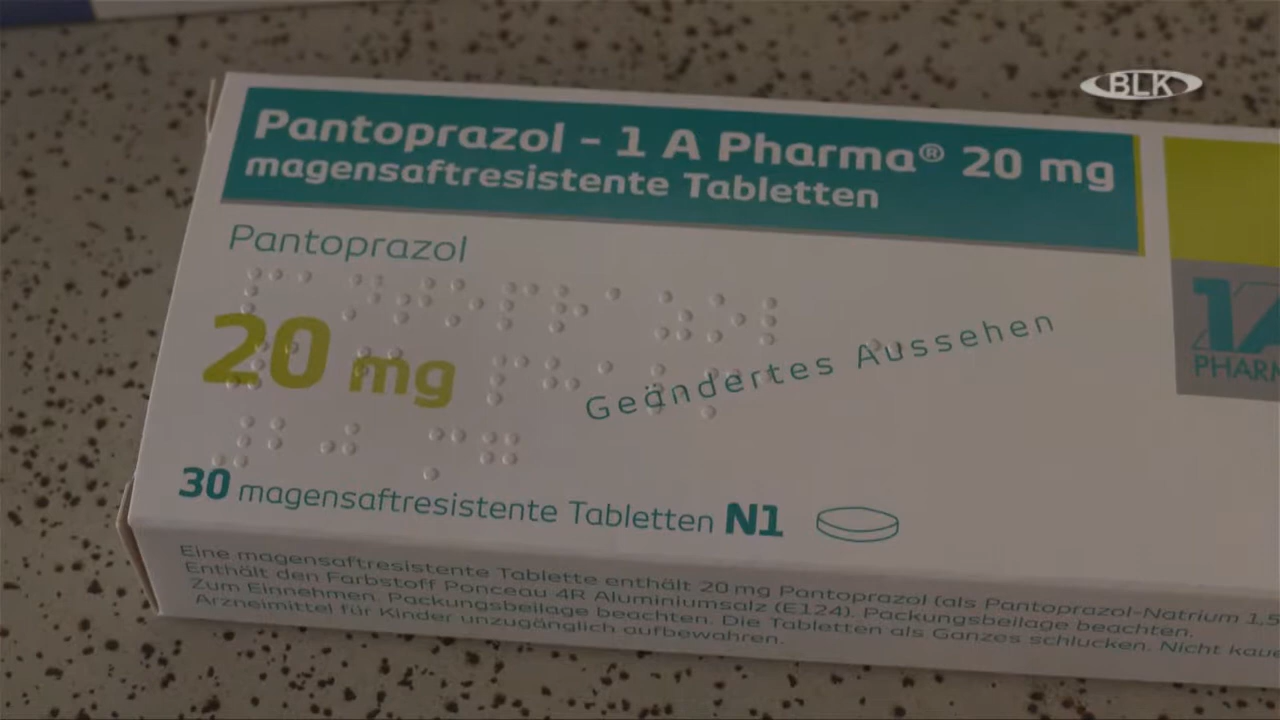 BLK
Pantoprazol - 1 A Pharma® 20 mg
magensaftresistente Tabletten
Pantoprazol
20 mg
Geändertes Aussehen
1A
PHARM
30 magensaftresistente Tabletten N1
Eine magensaftresistente Tablette enthält 20 mg Pantoprazol (als Pantoprazol-Natrium 1,5
Enthält den Farbstoff Ponceau 4R Aluminiumsalz (E124). Packungsbeilage beachten.
Zum Einnehmen. Packungsbeilage beachten. Die Tabletten als Ganzes schlucken. Nicht kaue
Arzneimittel für Kinder unzugänglich aufbewahren.